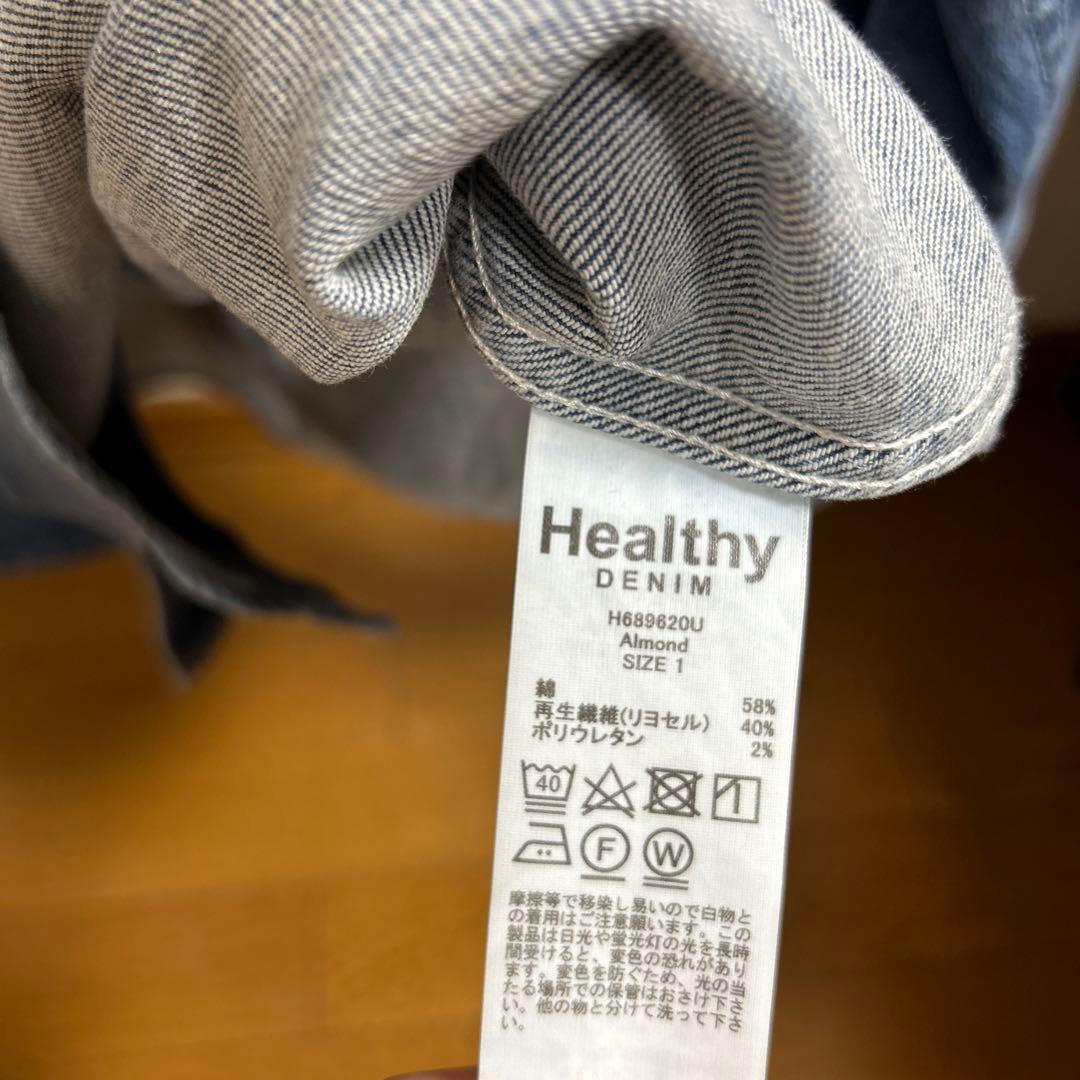 Healthy
DENIM
H689620U
Almond
SIZE 1
綿 58%
再生繊維(リヨセル) 40%
ポリウレタン 2%
40
F W
摩擦等で移染し易いので白物と
の着用はご注意願います。この
製品は日光や蛍光灯の光を長時
間受けると、変色の恐れがあり
ます。変色を防ぐため、光の当
たる場所での保管はおさけ下さ
い。他の物と分けて洗って下さ
い。